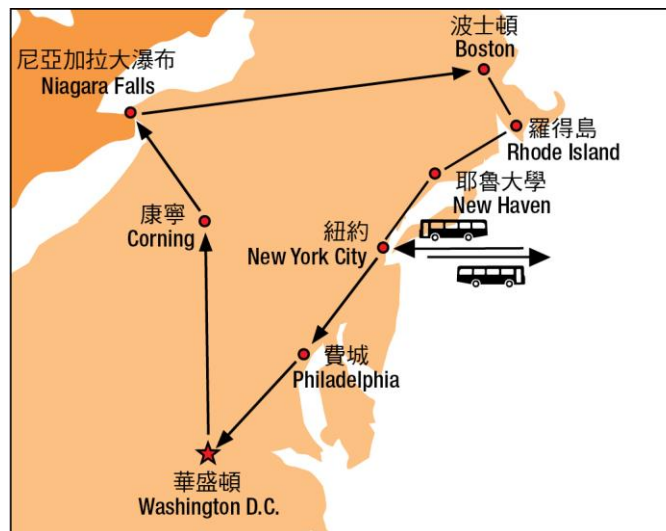 波士頓
Boston
尼亞加拉大瀑布
Niagara Falls
羅得島
Rhode Island
耶魯大學
New Haven
康寧
Corning
紐約
New York City
費城
Philadelphia
華盛頓
Washington D.C.